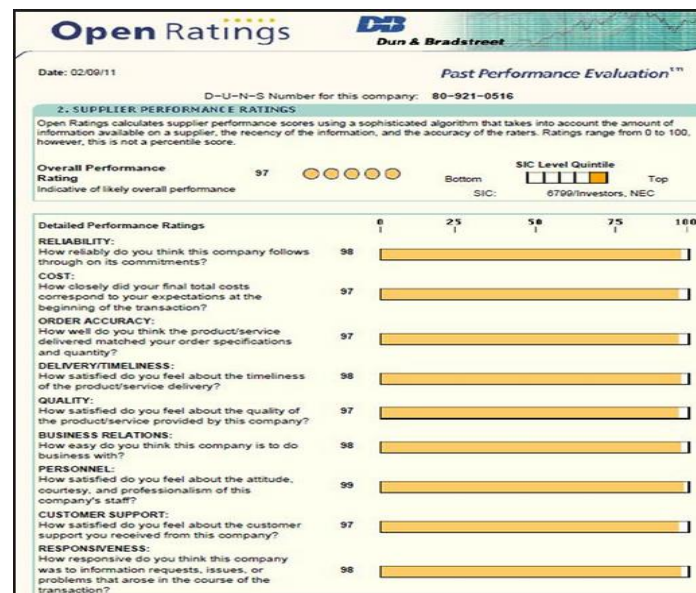 Open Ratings
D&B
Dun & Bradstreet
Date: 02/09/11
Past Performance Evaluation™
D-U-N-S Number for this company: 80-921-0516
2. SUPPLIER PERFORMANCE RATINGS
Open Ratings calculates supplier performance scores using a sophisticated algorithm that takes into account the amount of
information available on a supplier, the recency of the information, and the accuracy of the raters. Ratings range from 0 to 100,
however, this is not a percentile score.
Overall Performance
Rating
97
Indicative of likely overall performance
SIC Level Quintile
Bottom Top
SIC: 6799/Investors, NEC
Detailed Performance Ratings 0 25 50 75 100
RELIABILITY:
How reliably do you think this company follows
through on its commitments?
98
COST:
How closely did your final total costs
correspond to your expectations at the
beginning of the transaction?
97
ORDER ACCURACY:
How well do you think the product/service
delivered matched your order specifications
and quantity?
97
DELIVERY/TIMELINESS:
How satisfied do you feel about the timeliness
of the product/service delivery?
98
QUALITY:
How satisfied do you feel about the quality of
the product/service provided by this company?
97
BUSINESS RELATIONS:
How easy do you think this company is to do
business with?
98
PERSONNEL:
How satisfied do you feel about the attitude,
courtesy, and professionalism of this
company's staff?
99
CUSTOMER SUPPORT:
How satisfied do you feel about the customer
support you received from this company?
97
RESPONSIVENESS:
How responsive do you think this company
was to information requests, issues, or
problems that arose in the course of the
transaction?
98